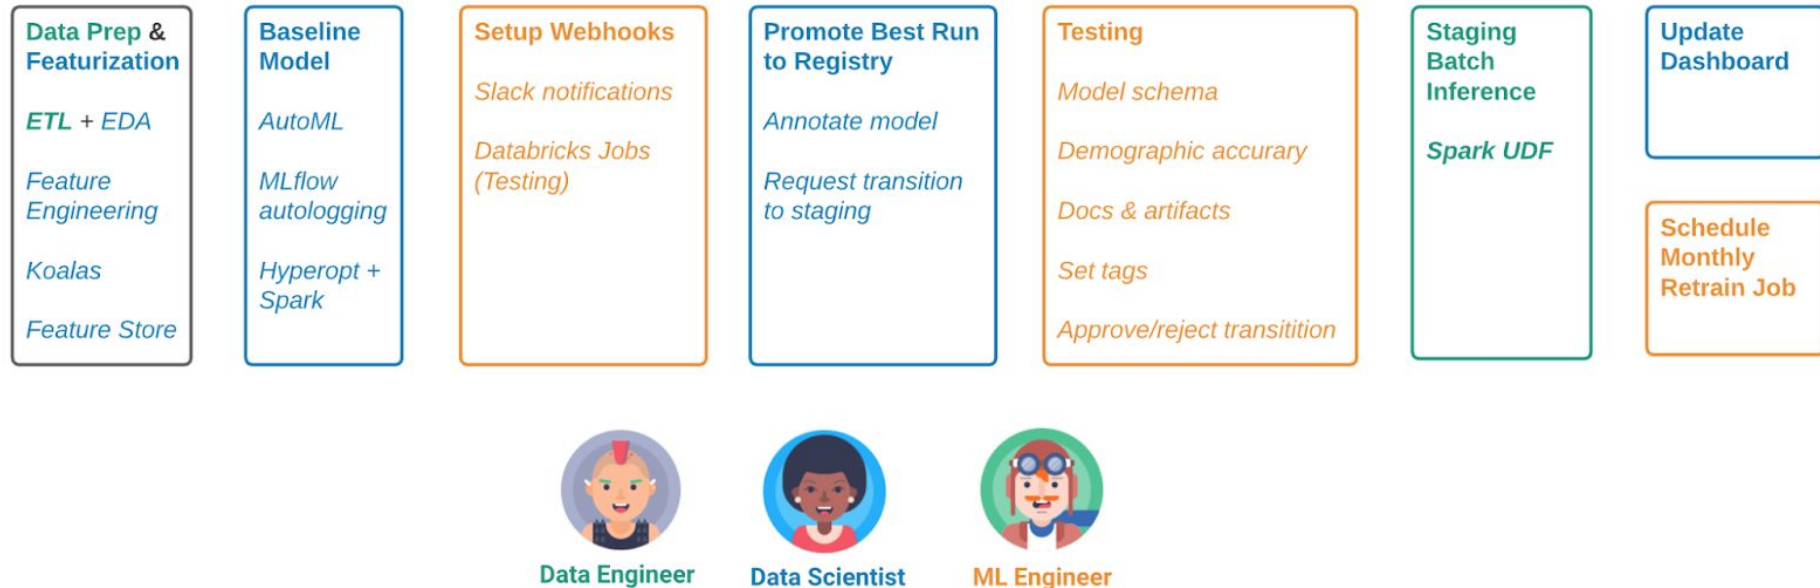 Data Prep &
Featurization
ETL + EDA
Feature
Engineering
Koalas
Feature Store
Baseline
Model
AutoML
MLflow
autologging
Hyperopt +
Spark
Setup Webhooks
Slack notifications
Databricks Jobs
(Testing)
Promote Best Run
to Registry
Annotate model
Request transition
to staging
Testing
Model schema
Demographic accurary
Docs & artifacts
Set tags
Approve/reject transitition
Staging
Batch
Inference
Spark UDF
Update
Dashboard
Schedule
Monthly
Retrain Job
Data Engineer
Data Scientist
ML Engineer